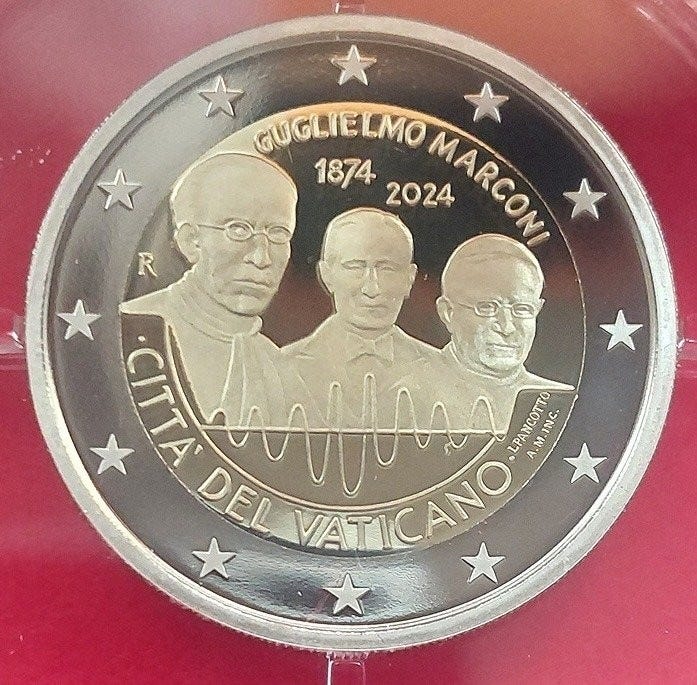 GUGLIELMO MARCONI
1874
2024
R
· CITTA' DEL VATICANO
· L.PANCOTTO
A.M.INC.